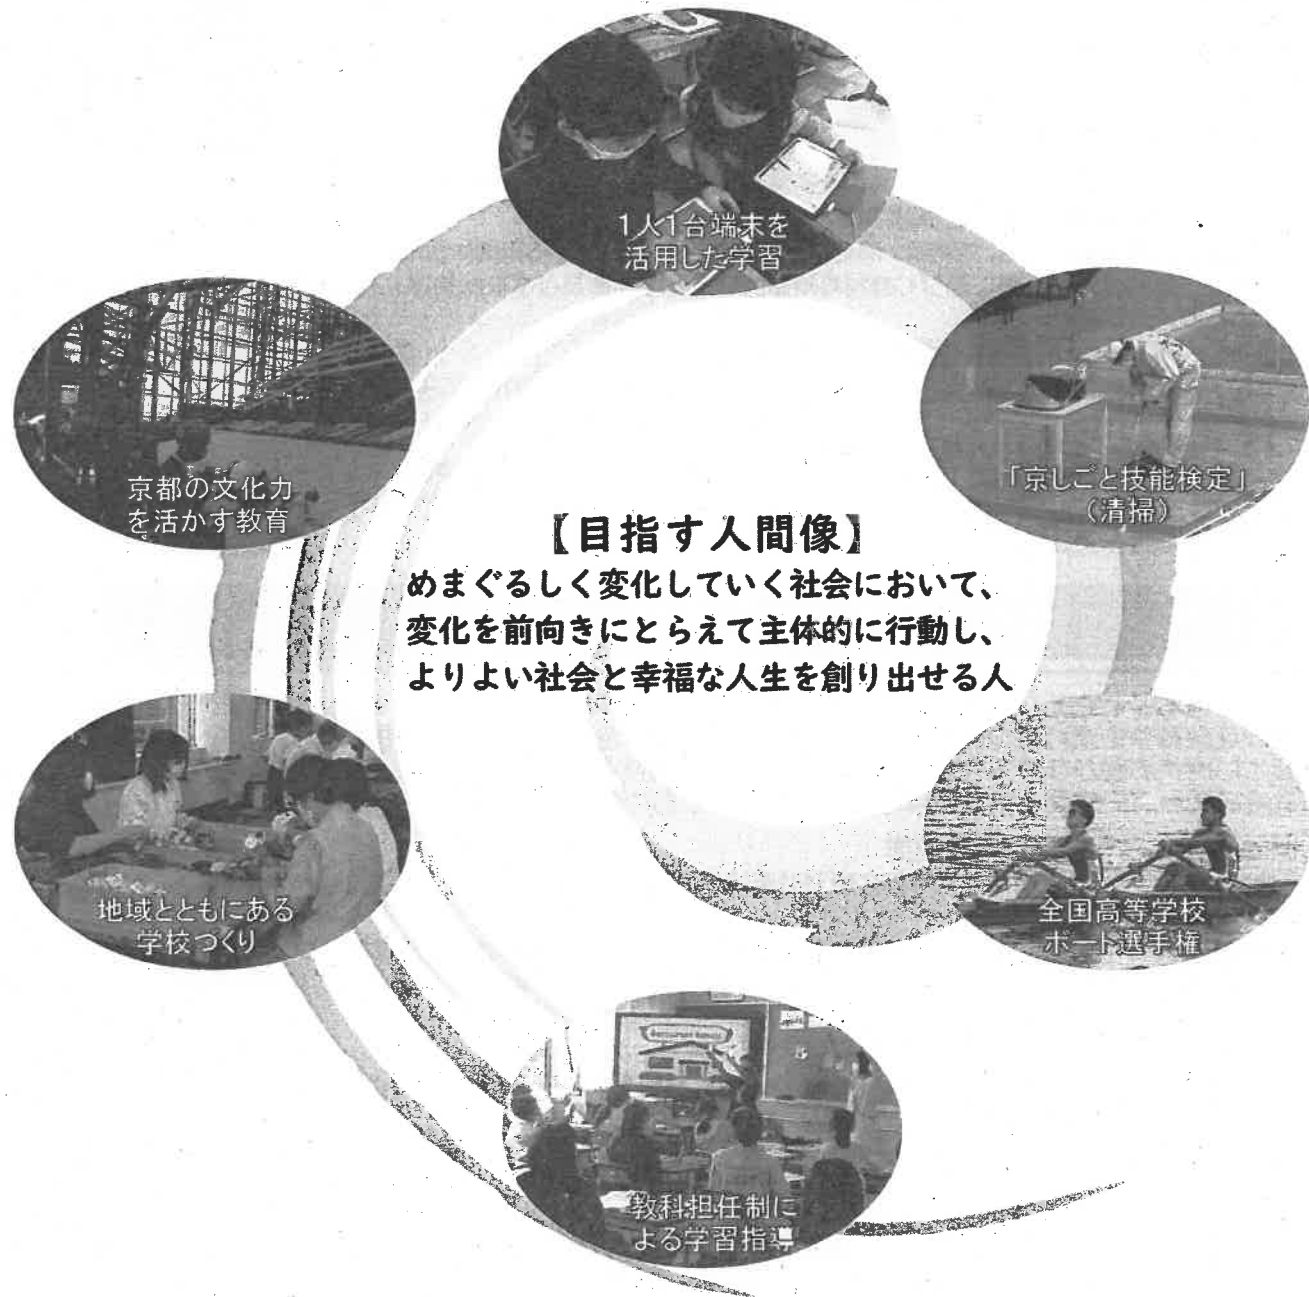 1人1台端末を
活用した学習
京都の文化力
を活かす教育
「京しごと技能検定」
（清掃）
【目指す人間像】
めまぐるしく変化していく社会において、
変化を前向きにとらえて主体的に行動し、
よりよい社会と幸福な人生を創り出せる人
地域とともにある
学校づくり
全国高等学校
ボート選手権
教科担任制に
よる学習指導